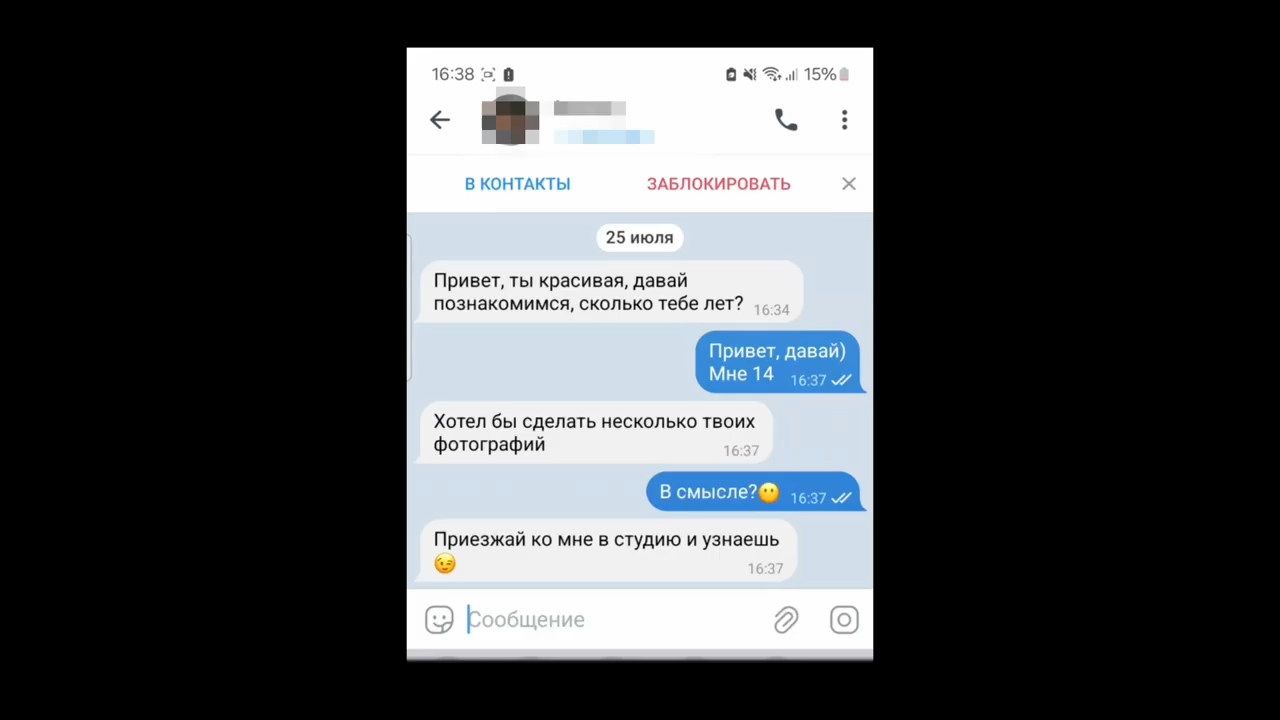 16:38 15%
В КОНТАКТЫ ЗАБЛОКИРОВАТЬ
25 июля
Привет, ты красивая, давай
познакомимся, сколько тебе лет? 16:34
Привет, давай)
Мне 14 16:37
Хотел бы сделать несколько твоих
фотографий 16:37
В смысле?😶 16:37
Приезжай ко мне в студию и узнаешь
😉 16:37
Сообщение